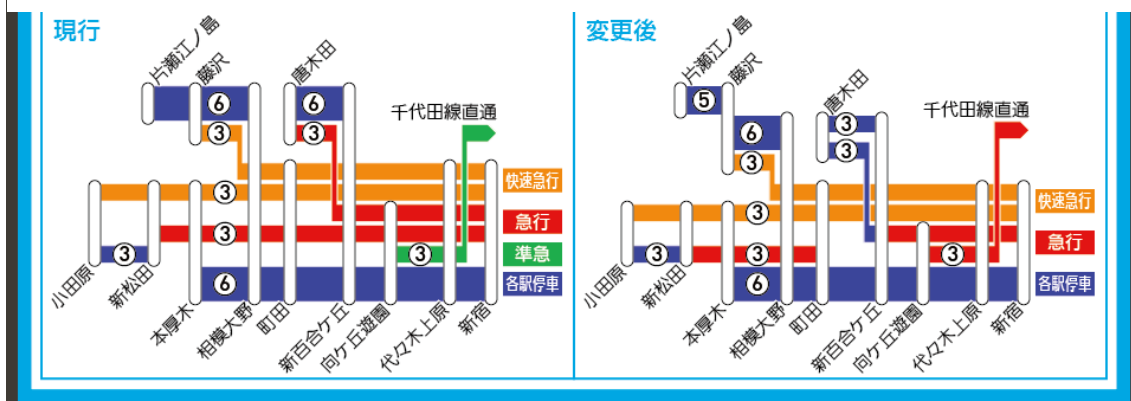 現行
片瀬江ノ島
藤沢
唐木田
千代田線直通
6
6
3
3
3
3
3
3
6
快速急行
急行
準急
各駅停車
小田原
新松田
本厚木
相模大野
町田
新百合ケ丘
向ケ丘遊園
代々木上原
新宿
変更後
片瀬江ノ島
藤沢
唐木田
千代田線直通
5
6
3
3
3
3
3
3
3
6
快速急行
急行
各駅停車
小田原
新松田
本厚木
相模大野
町田
新百合ケ丘
向ケ丘遊園
代々木上原
新宿